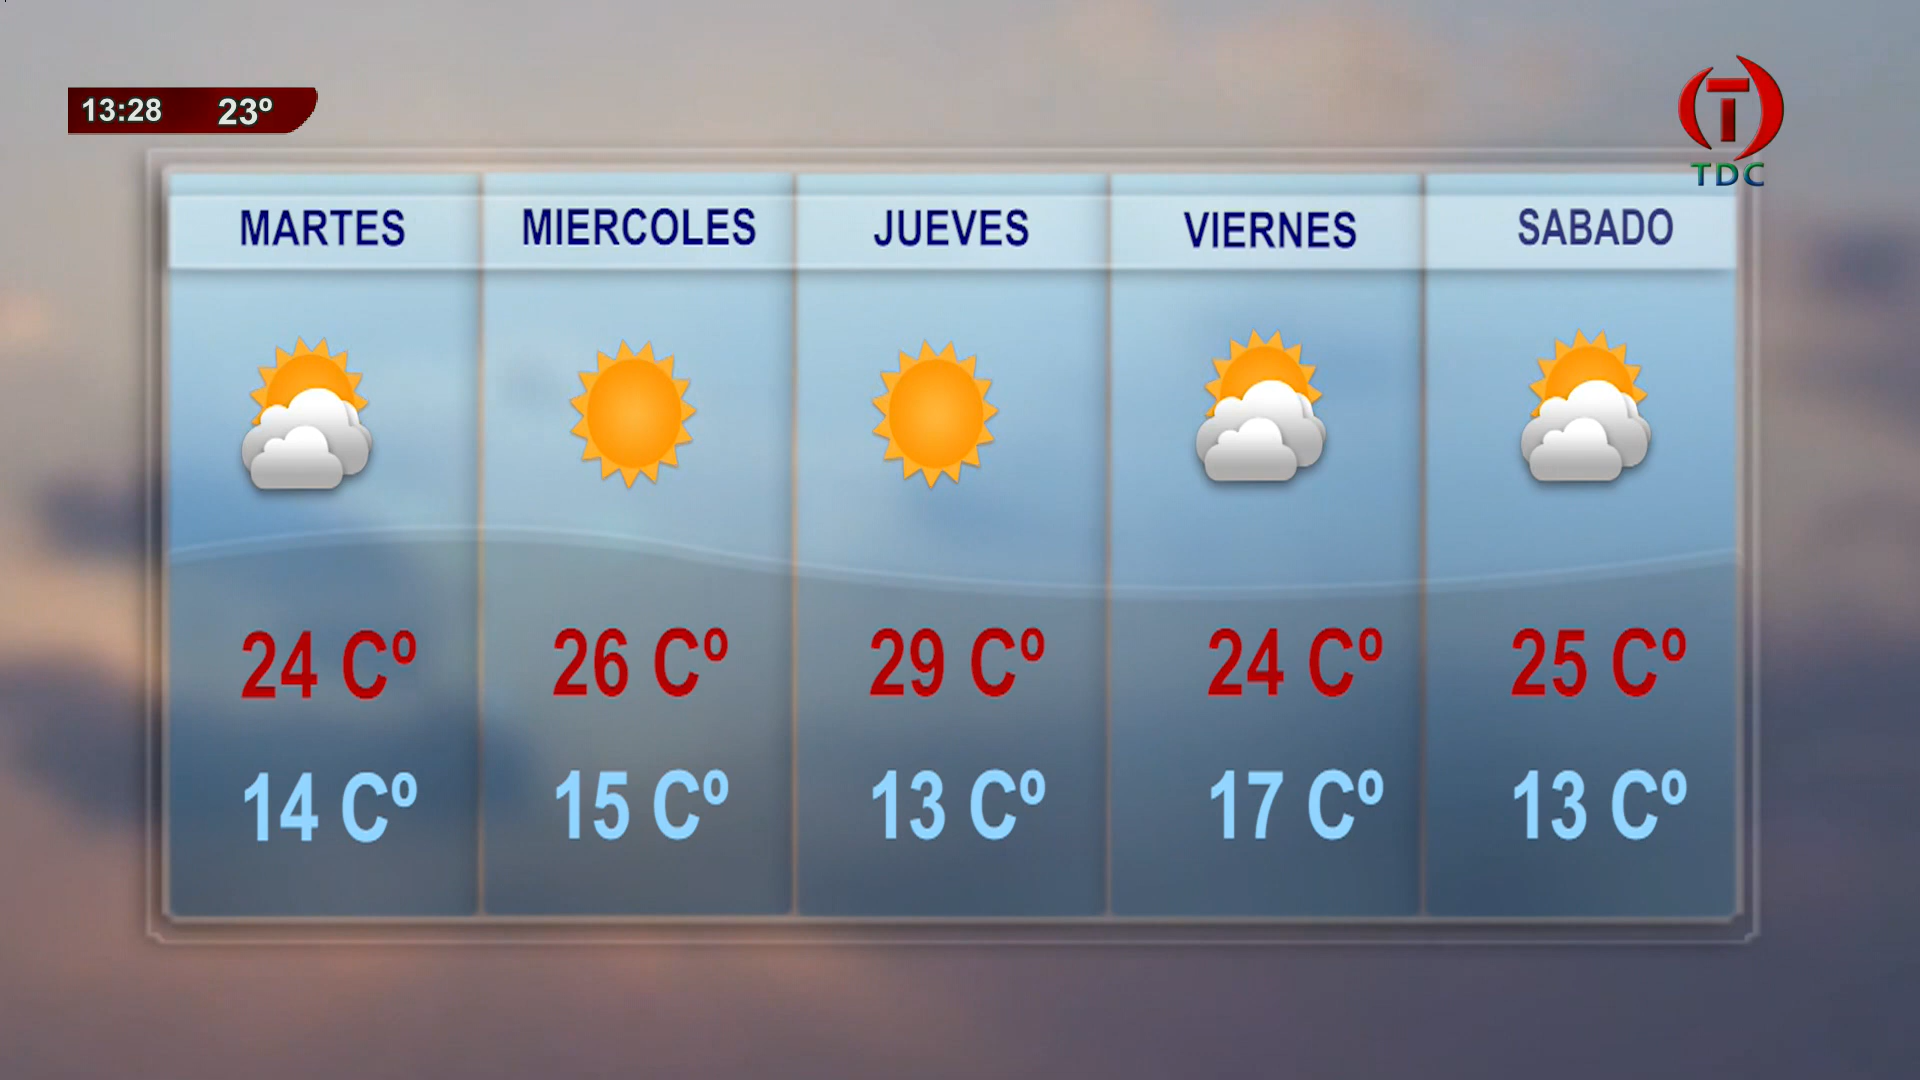 13:28 23º
T
TDC
MARTES MIERCOLES JUEVES VIERNES SABADO
24 Cº 26 Cº 29 Cº 24 Cº 25 Cº
14 Cº 15 Cº 13 Cº 17 Cº 13 Cº